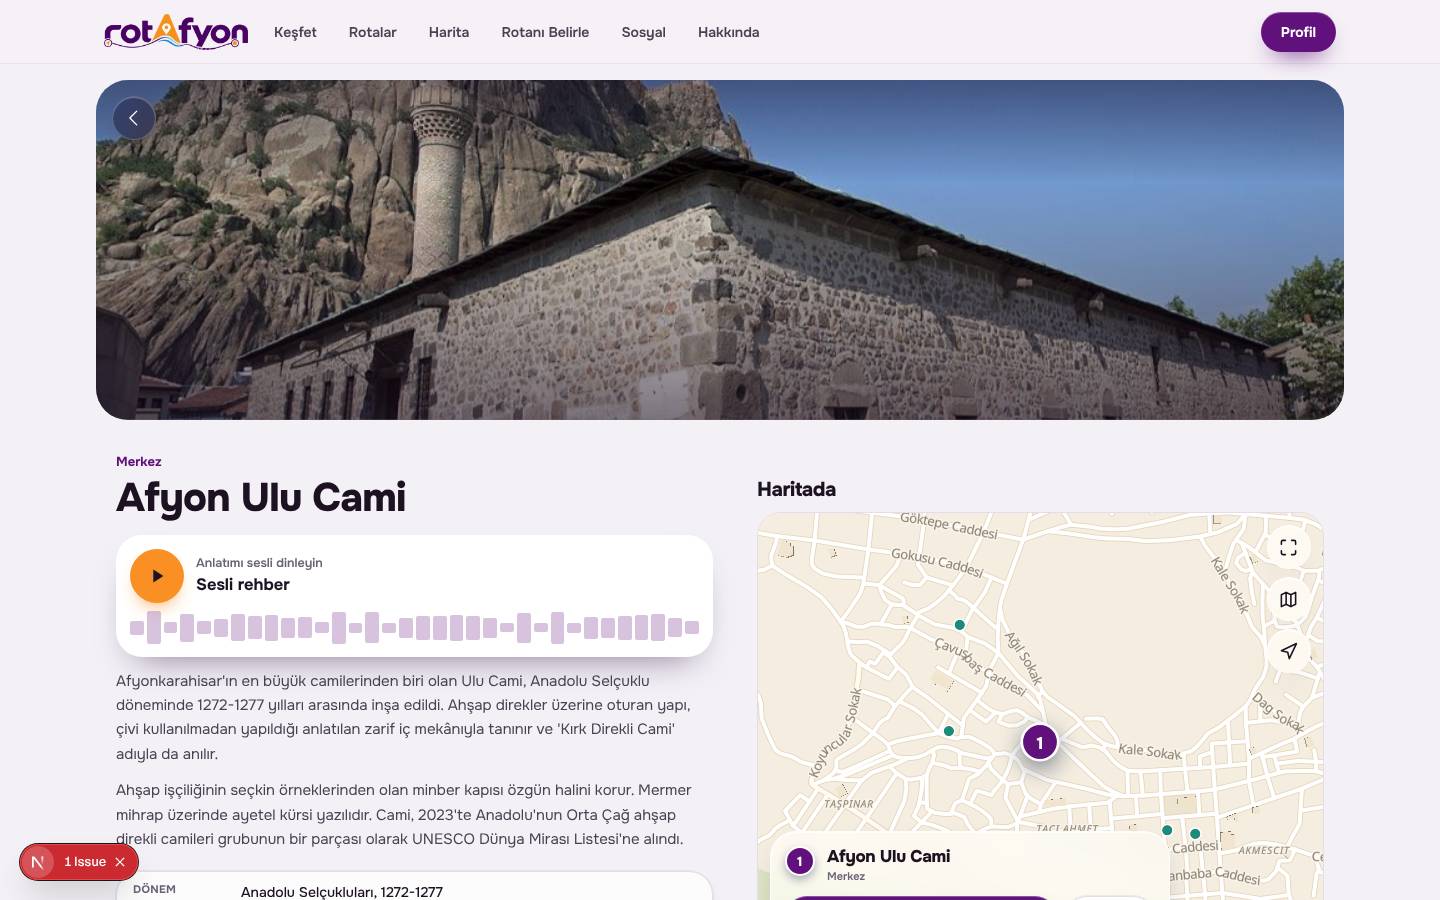 rotAfyon
Keşfet
Rotalar
Harita
Rotanı Belirle
Sosyal
Hakkında
Profil
Merkez
Afyon Ulu Cami
Anlatımı sesli dinleyin
Sesli rehber
Afyonkarahisar'ın en büyük camilerinden biri olan Ulu Cami, Anadolu Selçuklu
döneminde 1272-1277 yılları arasında inşa edildi. Ahşap direkler üzerine oturan yapı,
çivi kullanılmadan yapıldığı anlatılan zarif iç mekânıyla tanınır ve 'Kırk Direkli Cami'
adıyla da anılır.
Ahşap işçiliğinin seçkin örneklerinden olan minber kapısı özgün halini korur. Mermer
mihrap üzerinde ayetel kürsi yazılıdır. Cami, 2023'te Anadolu'nun Orta Çağ ahşap
direkli camileri grubunun bir parçası olarak UNESCO Dünya Mirası Listesi'ne alındı.
DÖNEM
Anadolu Selçukluları, 1272-1277
1 Issue
Haritada
Göktepe Caddesi
Gokusu Caddesi
Kale Sokak
Ağıl Sokak
Çavuşbaş Caddesi
Koyuncular Sokak
Dağ Sokak
1
Kale Sokak
TAŞPINAR
TACI AHMET
Caddesi
AKMESCIT
anbaba Caddesi
1
Afyon Ulu Cami
Merkez